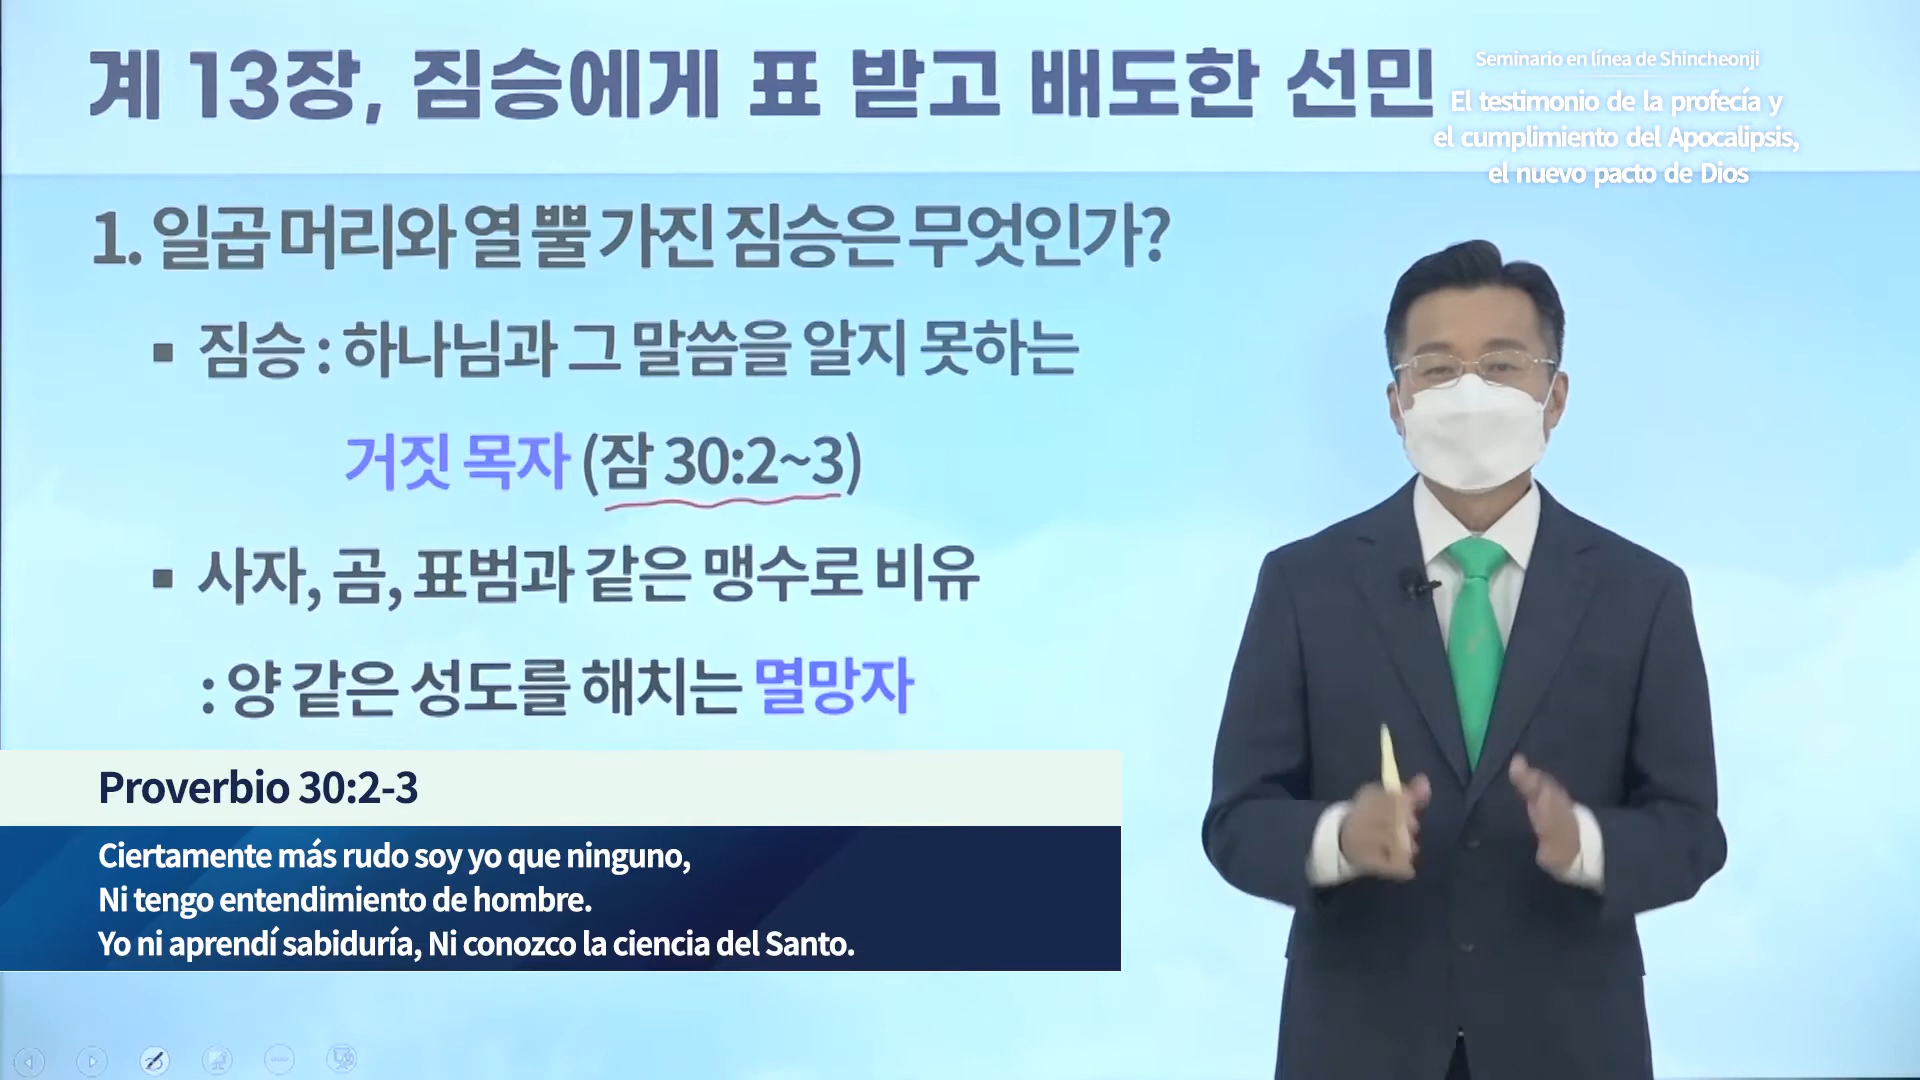 계 13장, 짐승에게 표 받고 배도한 선민
Seminario en línea de Shincheonji
El testimonio de la profecía y
el cumplimiento del Apocalipsis,
el nuevo pacto de Dios
1. 일곱 머리와 열 뿔 가진 짐승은 무엇인가?
▪ 짐승 : 하나님과 그 말씀을 알지 못하는
거짓 목자 (잠 30:2~3)
▪ 사자, 곰, 표범과 같은 맹수로 비유
: 양 같은 성도를 해치는 멸망자
Proverbio 30:2-3
Ciertamente más rudo soy yo que ninguno,
Ni tengo entendimiento de hombre.
Yo ni aprendí sabiduría, Ni conozco la ciencia del Santo.